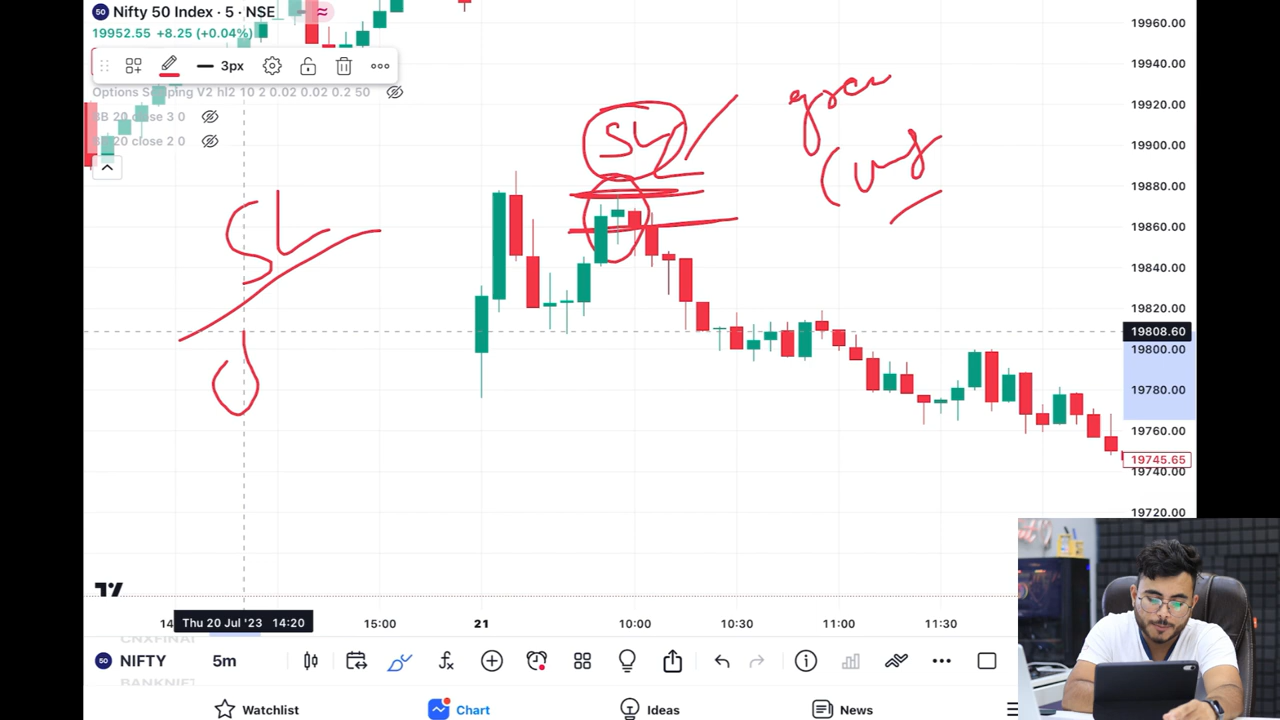 Nifty 50 Index · 5 · NSE
19952.55 +8.25 (+0.04%)
3px
Options Scalping V2 hl2 10 2 0.02 0.02 0.2 50
BB 20 close 3 0
BB 20 close 2 0
SL
SL
19960.00
19940.00
19920.00
19900.00
19880.00
19860.00
19840.00
19820.00
19808.60
19800.00
19780.00
19760.00
19745.65
19740.00
19720.00
Thu 20 Jul '23 14:20
15:00
21
10:00
10:30
11:00
11:30
CNXFINAN
NIFTY 5m
BANKNIFT
Watchlist
Chart
Ideas
News